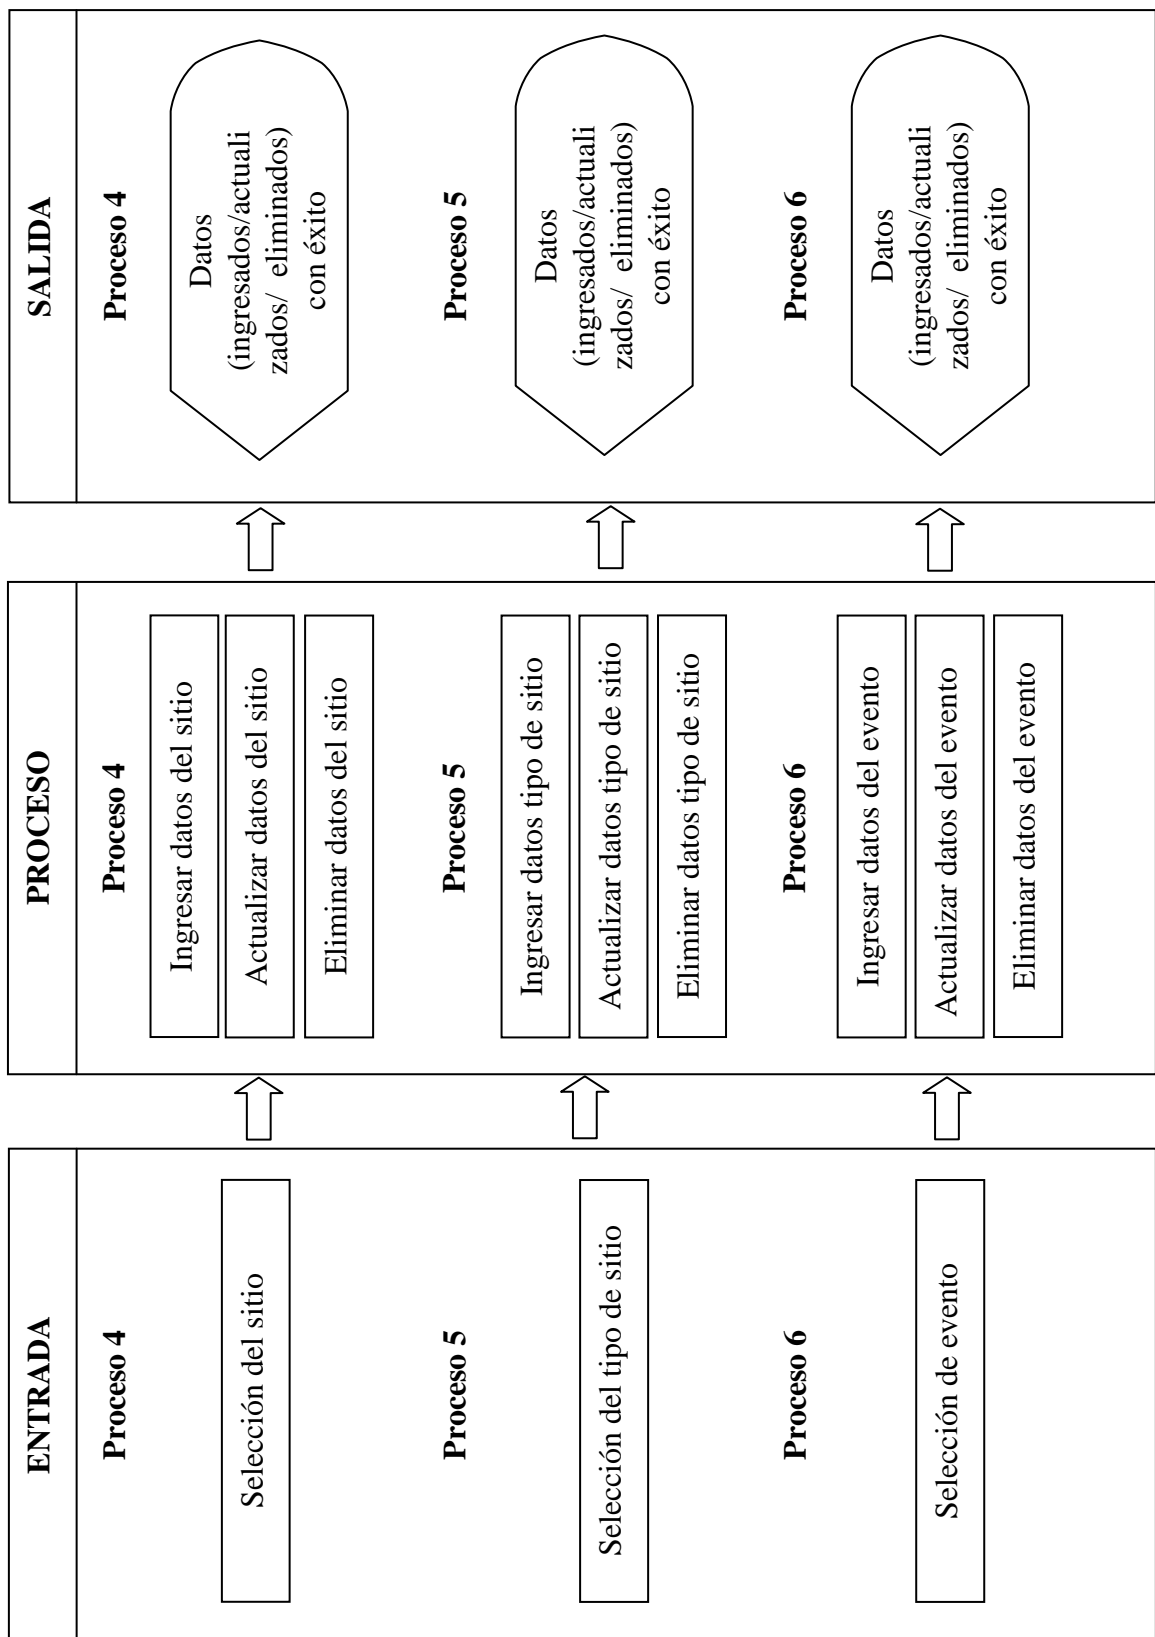 ENTRADA
Proceso 4
Selección del sitio
Proceso 5
Selección del tipo de sitio
Proceso 6
Selección de evento
PROCESO
Proceso 4
Ingresar datos del sitio
Actualizar datos del sitio
Eliminar datos del sitio
Proceso 5
Ingresar datos tipo de sitio
Actualizar datos tipo de sitio
Eliminar datos tipo de sitio
Proceso 6
Ingresar datos del evento
Actualizar datos del evento
Eliminar datos del evento
SALIDA
Proceso 4
Datos
(ingresados/actuali
zados/ eliminados)
con éxito
Proceso 5
Datos
(ingresados/actuali
zados/ eliminados)
con éxito
Proceso 6
Datos
(ingresados/actuali
zados/ eliminados)
con éxito